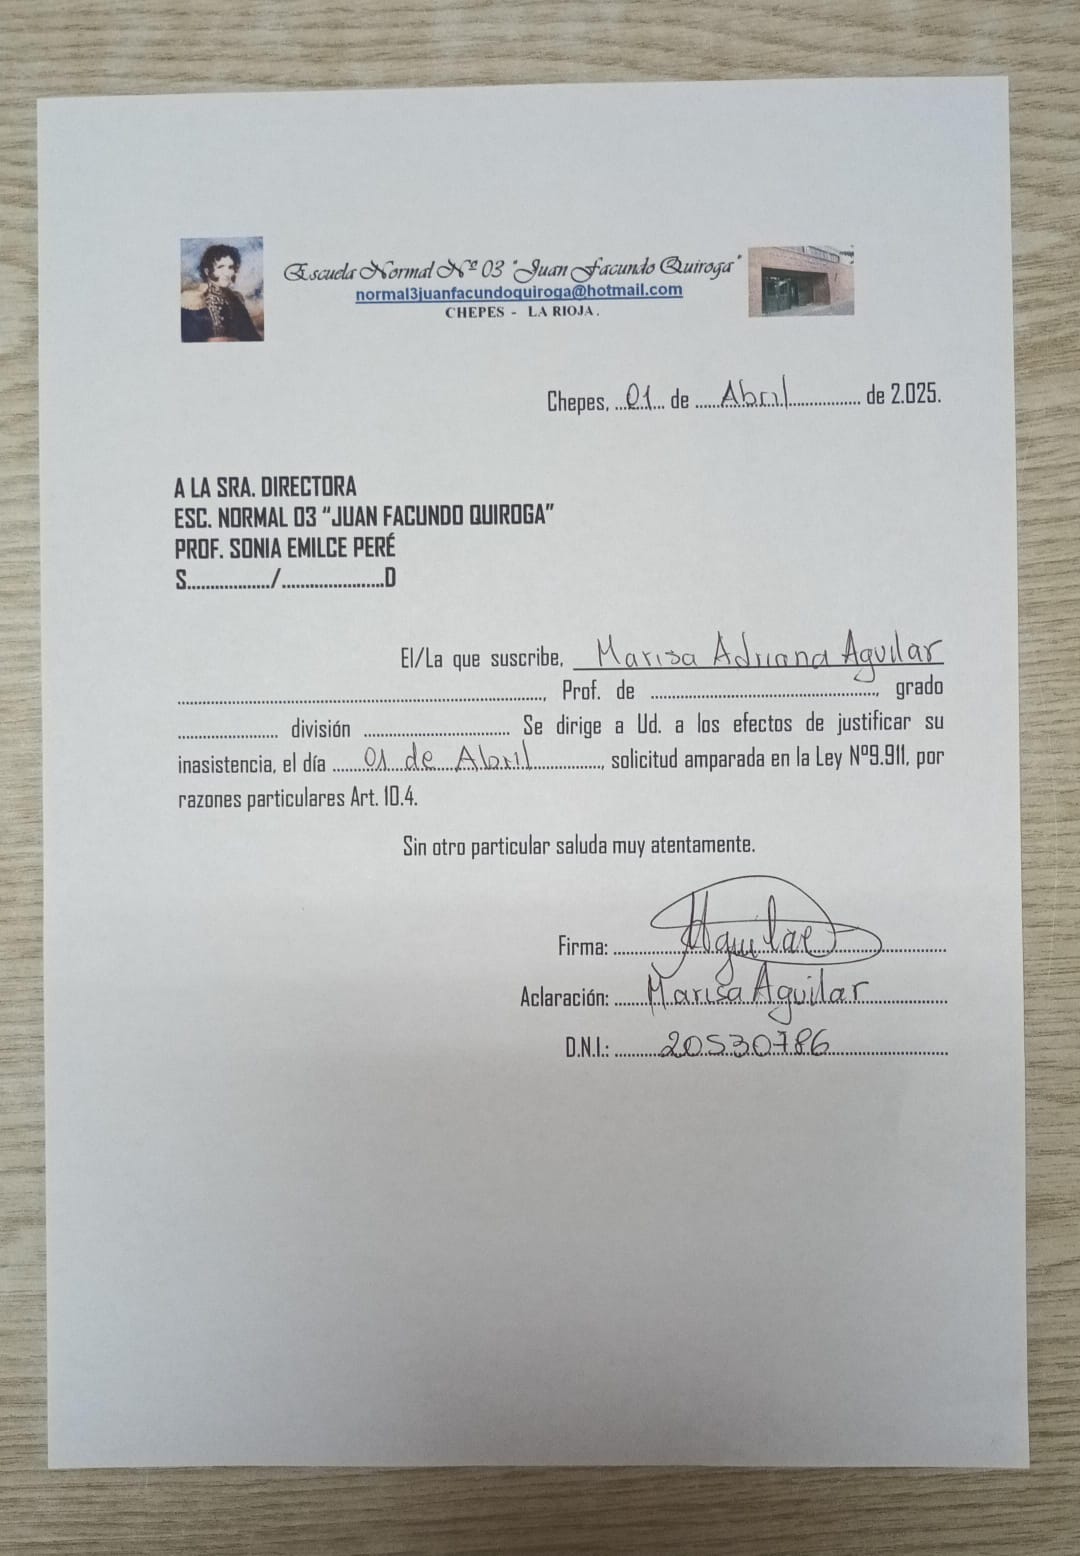 Escuela Normal Nº 03 "Juan Facundo Quiroga"
normal3juanfacundoquiroga@hotmail.com
CHEPES - LA RIOJA.
Chepes, ...01... de ...Abril... de 2.025.
A LA SRA. DIRECTORA
ESC. NORMAL 03 “JUAN FACUNDO QUIROGA”
PROF. SONIA EMILCE PERÉ
S................./.....................D
El/La que suscribe, Marisa Adriana Aguilar
..........................................................................., Prof. de ..............................................., grado
..................... división ............................... Se dirige a Ud. a los efectos de justificar su
inasistencia, el día ...01 de Abril..., solicitud amparada en la Ley Nº9.911, por
razones particulares Art. 10.4.
Sin otro particular saluda muy atentamente.
Firma: ...Aguilar...
Aclaración: ...Marisa Aguilar...
D.N.I.: ...20530786...